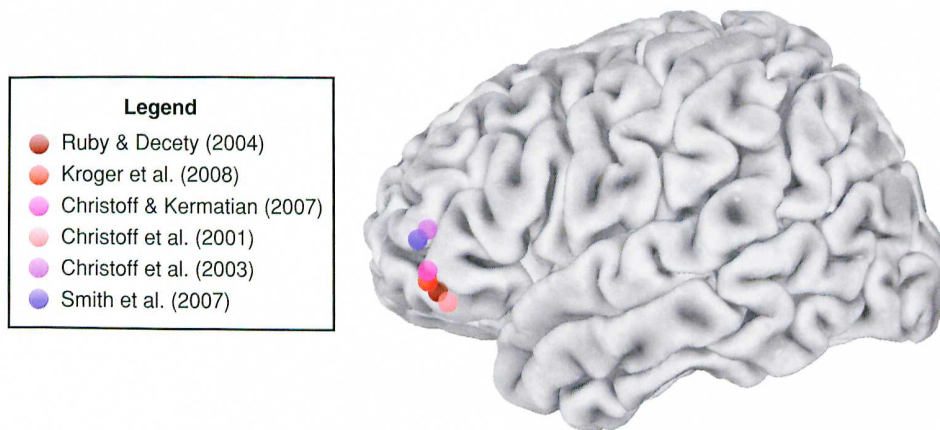 Legend
Ruby & Decety (2004)
Kroger et al. (2008)
Christoff & Kermatian (2007)
Christoff et al. (2001)
Christoff et al. (2003)
Smith et al. (2007)